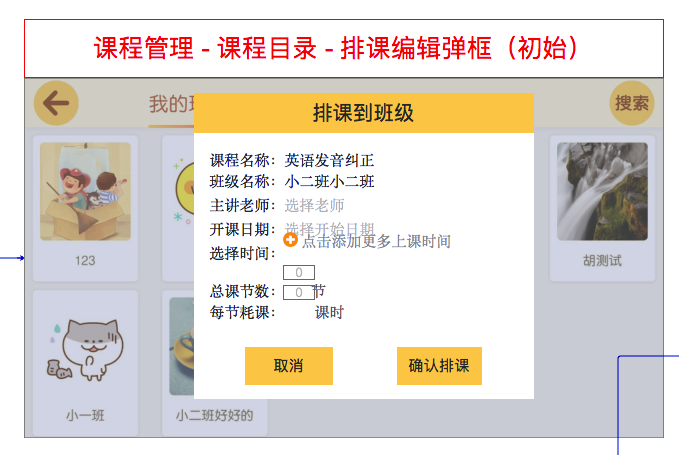 课程管理 - 课程目录 - 排课编辑弹框（初始）
我的
搜索
排课到班级
课程名称：英语发音纠正
班级名称：小二班小二班
主讲老师：选择老师
开课日期：选择开始日期
点击添加更多上课时间
选择时间：
0
总课节数：0 节
每节耗课： 课时
取消
确认排课
123
胡测试
小一班
小二班好好的